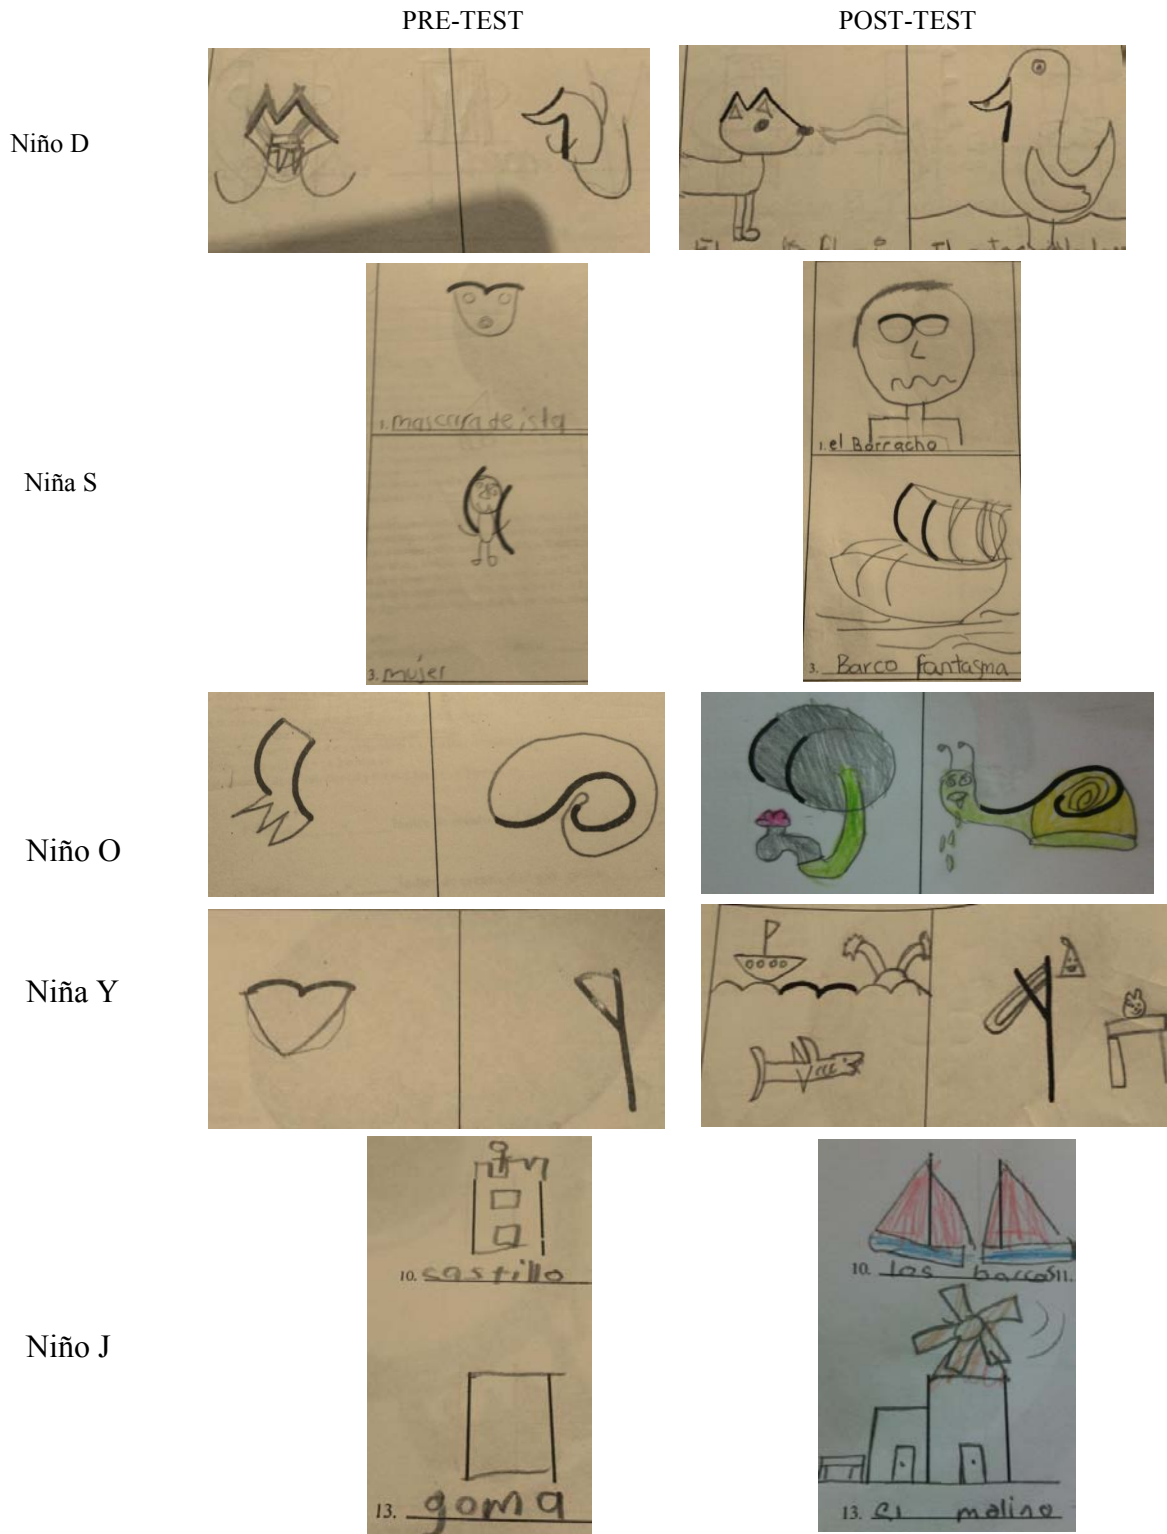 PRE-TEST POST-TEST
Niño D
Niña S
1. mascara de ista
1. el Borracho
3. mujer
3. Barco fantasma
Niño O
Niña Y
Niño J
10. castillo
10. los barcos 11.
13. goma
13. El molino